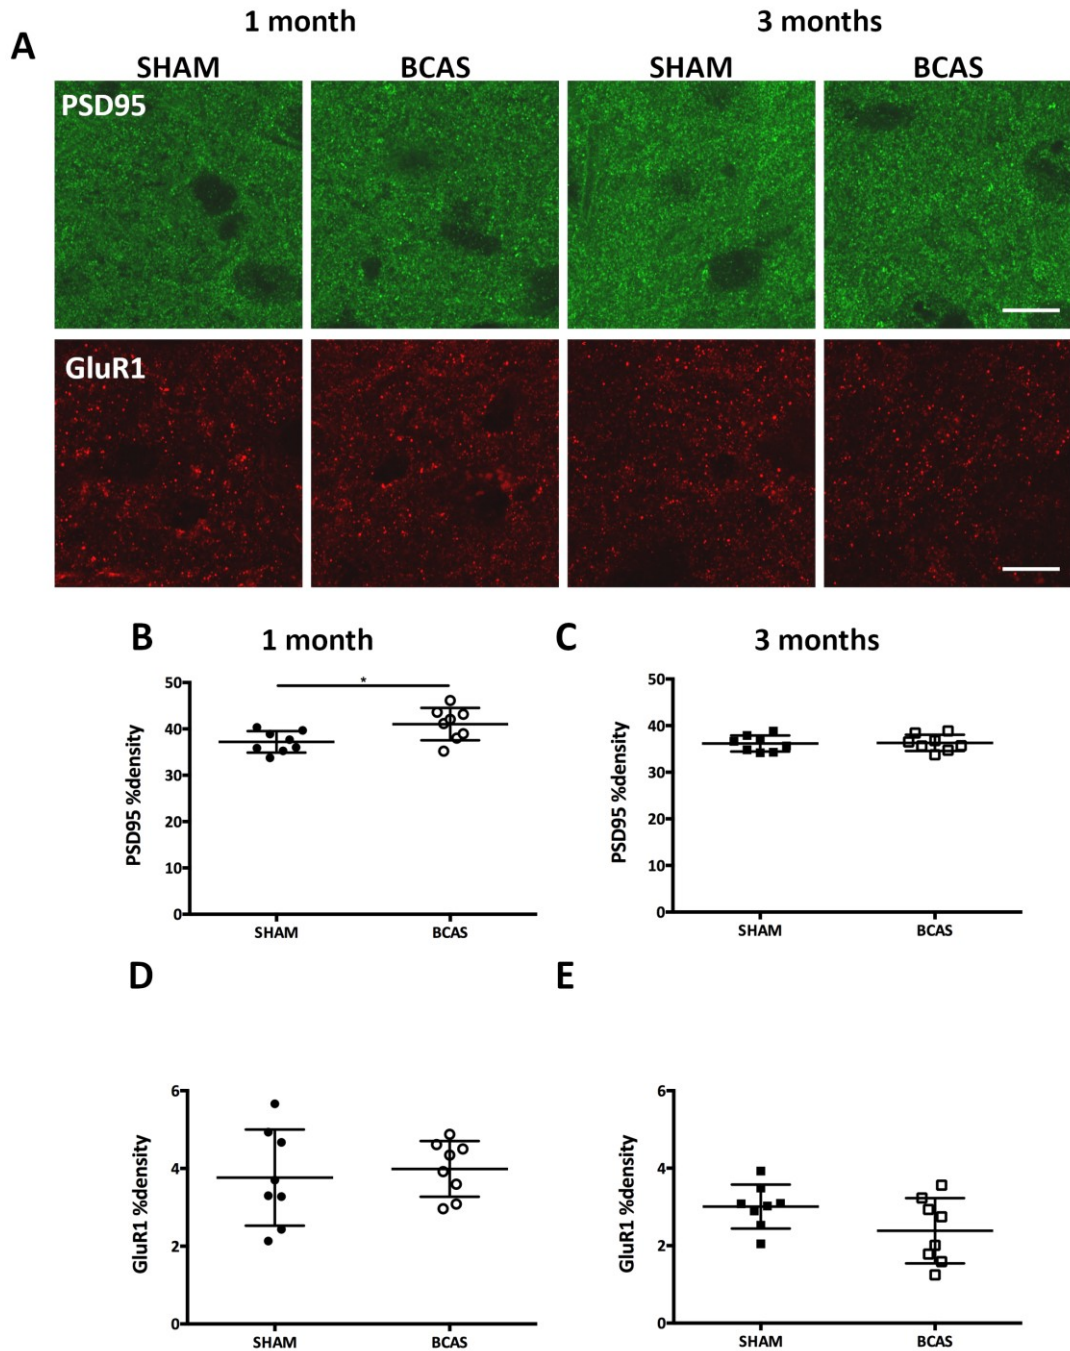 1 month 3 months
A
SHAM BCAS SHAM BCAS
PSD95
GluR1
B 1 month
50
40
30
20
10
0
PSD95 %density
*
SHAM BCAS
C 3 months
50
40
30
20
10
0
PSD95 %density
SHAM BCAS
D
6
4
2
0
GluR1 %density
SHAM BCAS
E
6
4
2
0
GluR1 %density
SHAM BCAS